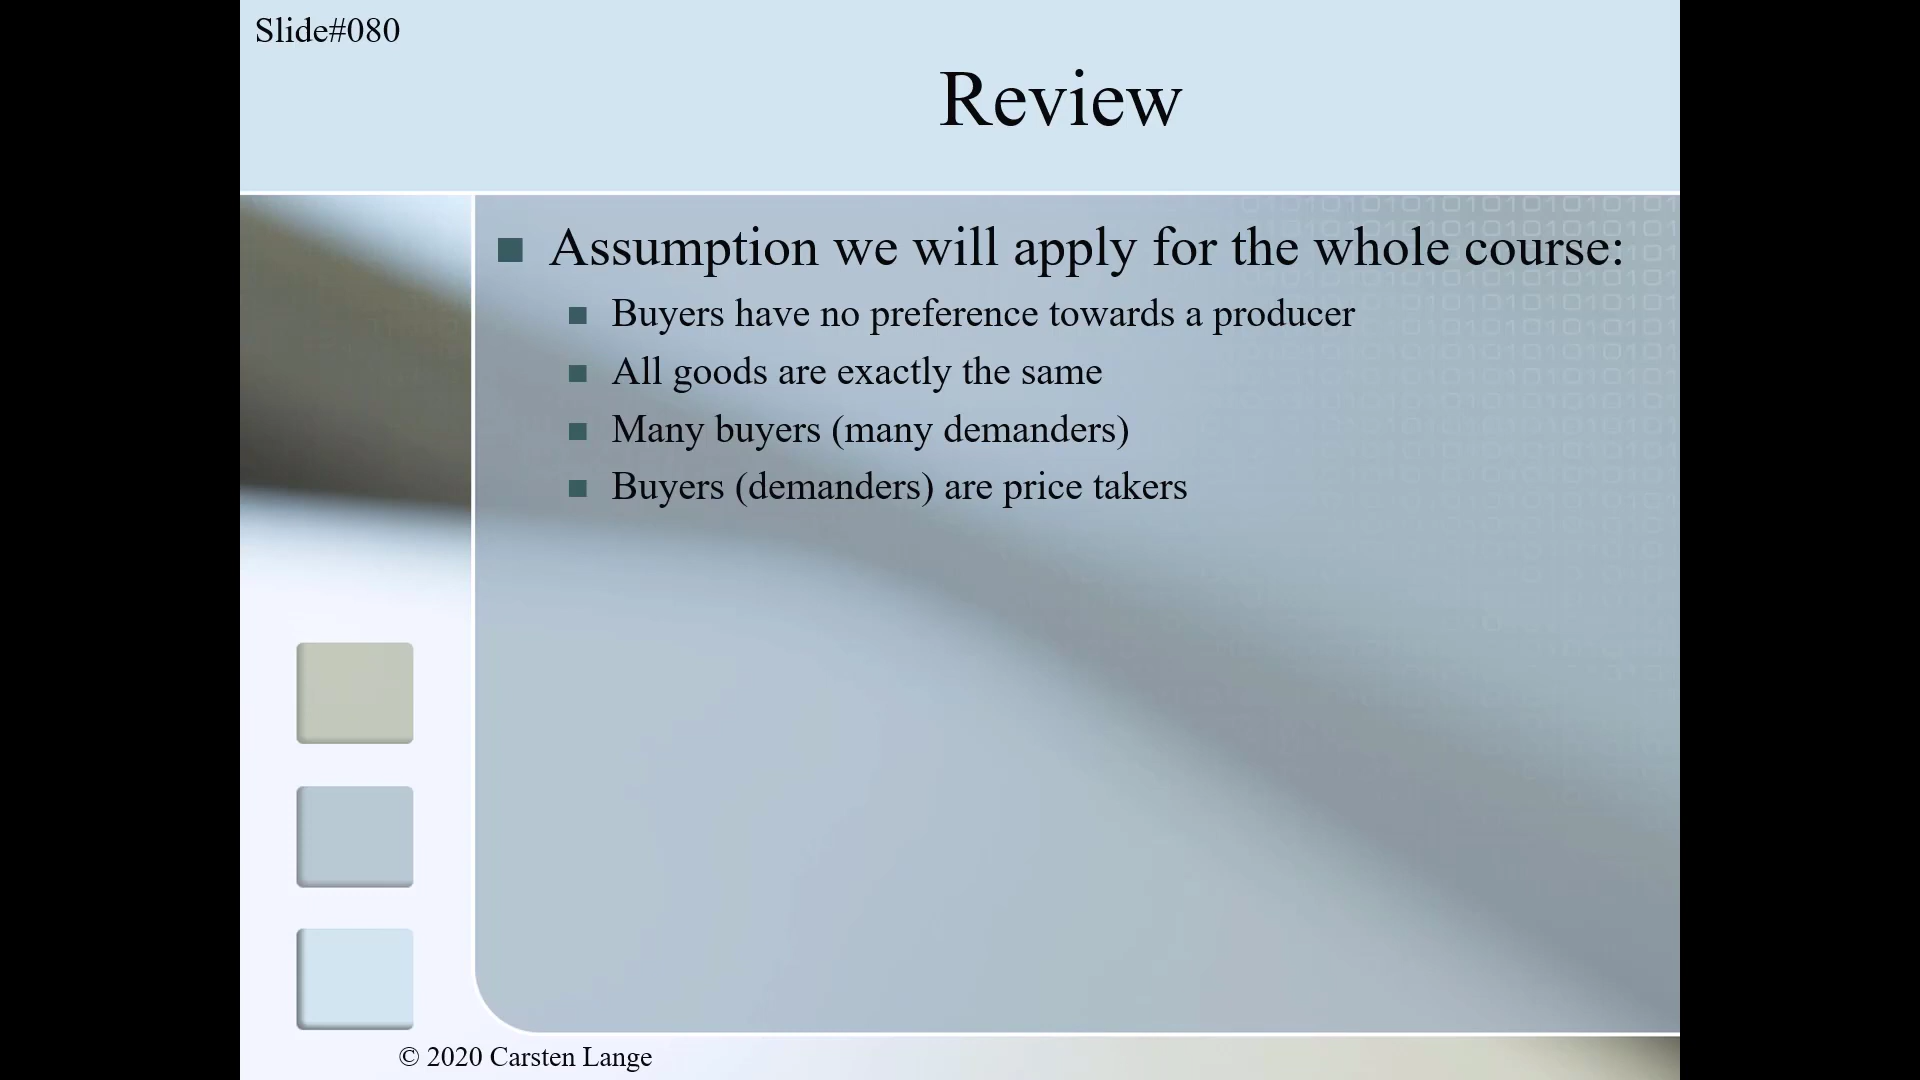 Slide#080
Review
Assumption we will apply for the whole course:
Buyers have no preference towards a producer
All goods are exactly the same
Many buyers (many demanders)
Buyers (demanders) are price takers
© 2020 Carsten Lange